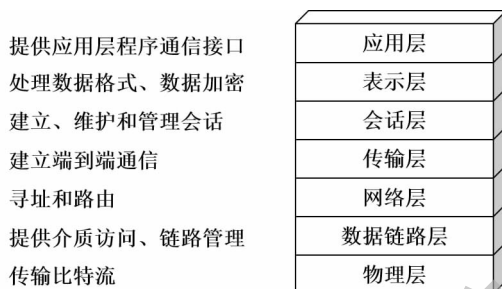 提供应用层程序通信接口 应用层
处理数据格式、数据加密 表示层
建立、维护和管理会话 会话层
建立端到端通信 传输层
寻址和路由 网络层
提供介质访问、链路管理 数据链路层
传输比特流 物理层